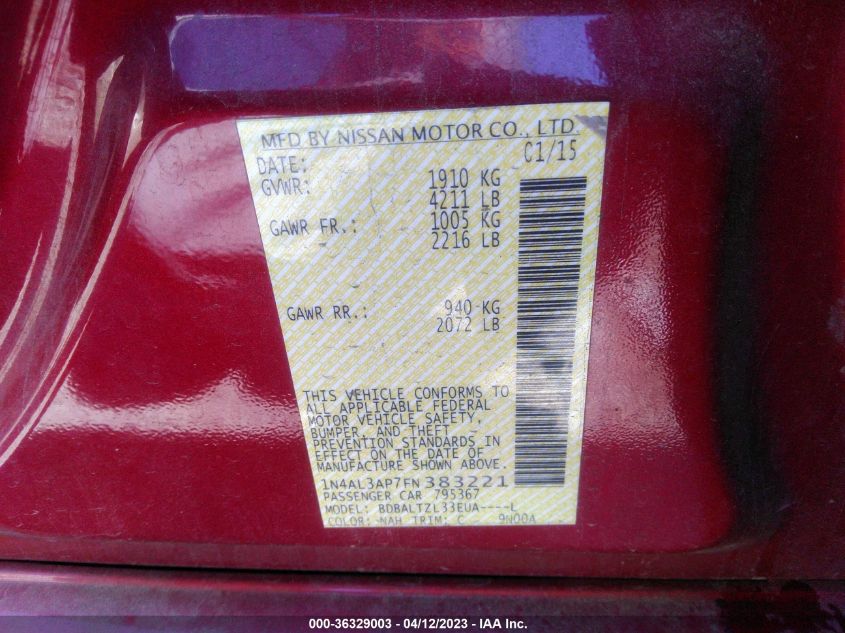 MFD BY NISSAN MOTOR CO., LTD.
DATE: 01/15
GVWR: 1910 KG
4211 LB
GAWR FR.: 1005 KG
2216 LB
GAWR RR.: 940 KG
2072 LB
THIS VEHICLE CONFORMS TO
ALL APPLICABLE FEDERAL
MOTOR VEHICLE SAFETY,
BUMPER, AND THEFT
PREVENTION STANDARDS IN
EFFECT ON THE DATE OF
MANUFACTURE SHOWN ABOVE.
1N4AL3AP7FN383221
PASSENGER CAR 795367
MODEL: BDBALTZL33EUA----L
COLOR: NAH TRIM: C 9N00A
000-36329003 - 04/12/2023 - IAA Inc.